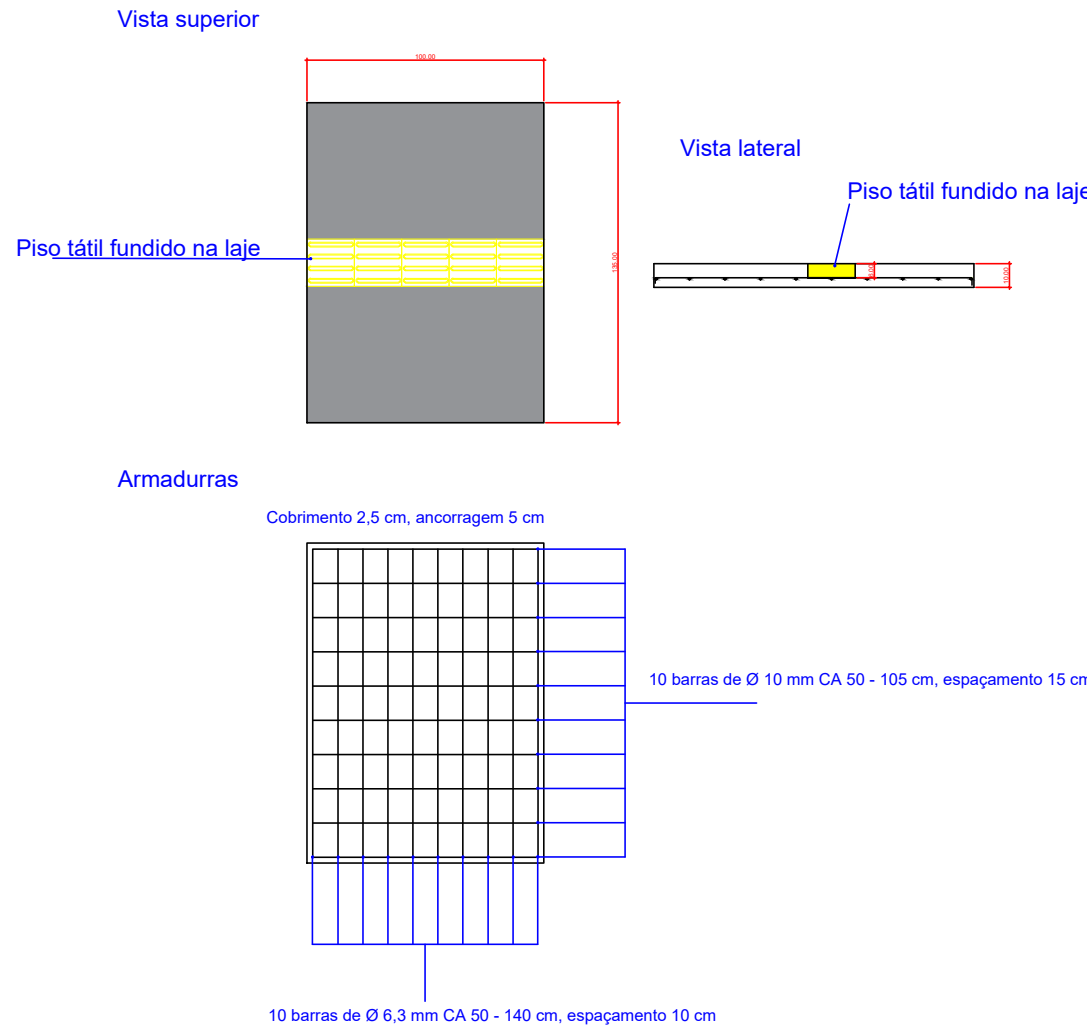 Vista superior
100.00
Vista lateral
Piso tátil fundido na laje
Piso tátil fundido na laje
135.00
10.00
Armadurras
Cobrimento 2,5 cm, ancorragem 5 cm
10 barras de Ø 10 mm CA 50 - 105 cm, espaçamento 15 cm
10 barras de Ø 6,3 mm CA 50 - 140 cm, espaçamento 10 cm